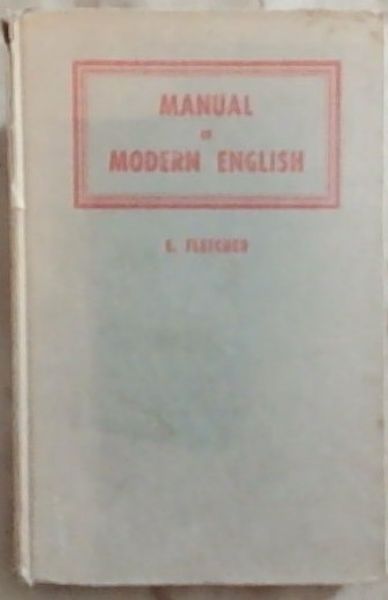 MANUAL
OF
MODERN ENGLISH
E. FLETCHER